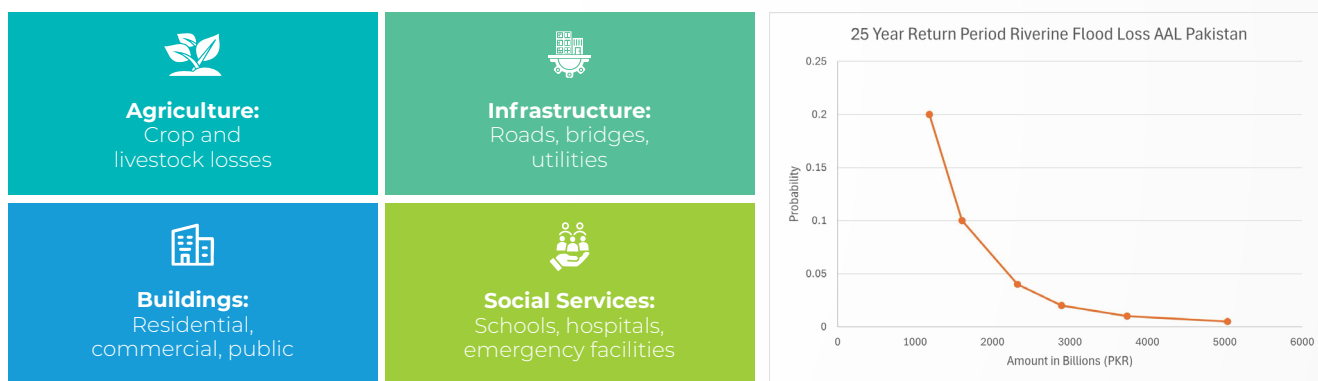 Agriculture:
Crop and
livestock losses
Infrastructure:
Roads, bridges,
utilities
Buildings:
Residential,
commercial, public
Social Services:
Schools, hospitals,
emergency facilities
25 Year Return Period Riverine Flood Loss AAL Pakistan
Probability
0.25
0.2
0.15
0.1
0.05
0
0 1000 2000 3000 4000 5000 6000
Amount in Billions (PKR)